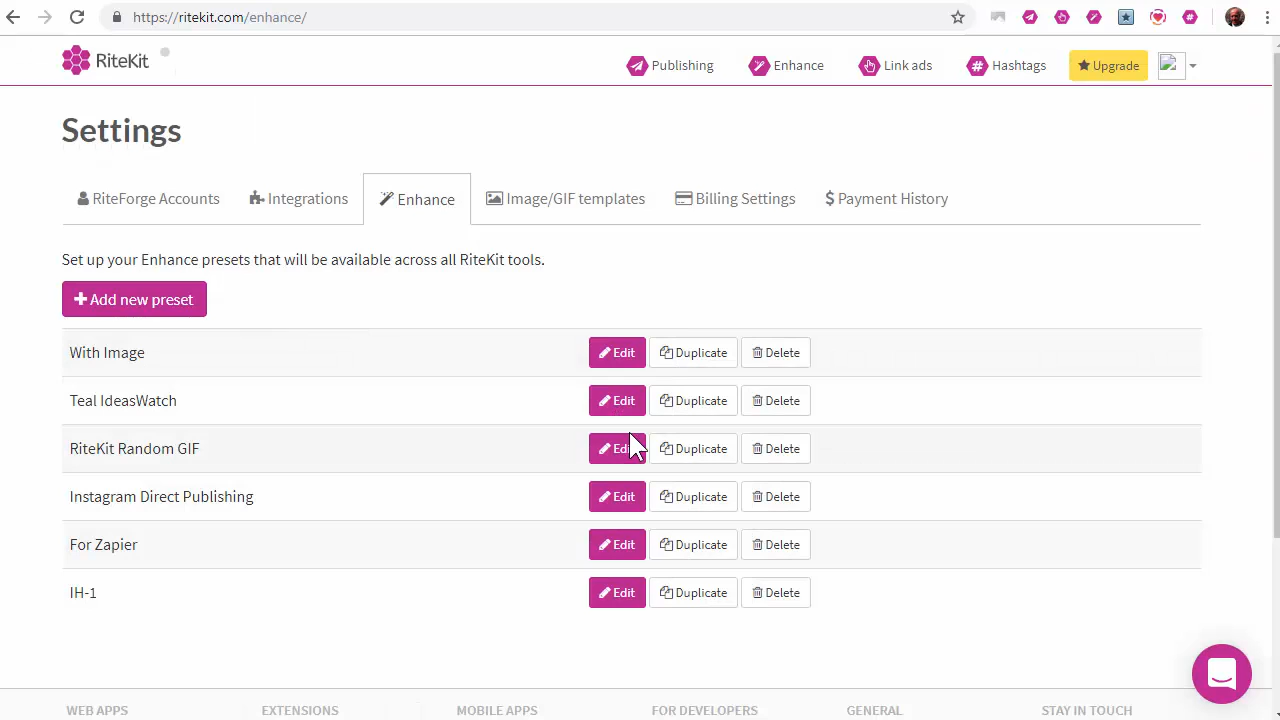 https://ritekit.com/enhance/
RiteKit
Publishing
Enhance
Link ads
Hashtags
Upgrade
Settings
RiteForge Accounts
Integrations
Enhance
Image/GIF templates
Billing Settings
$ Payment History
Set up your Enhance presets that will be available across all RiteKit tools.
+ Add new preset
With Image Edit Duplicate Delete
Teal IdeasWatch Edit Duplicate Delete
RiteKit Random GIF Edit Duplicate Delete
Instagram Direct Publishing Edit Duplicate Delete
For Zapier Edit Duplicate Delete
IH-1 Edit Duplicate Delete
WEB APPS
EXTENSIONS
MOBILE APPS
FOR DEVELOPERS
GENERAL
STAY IN TOUCH